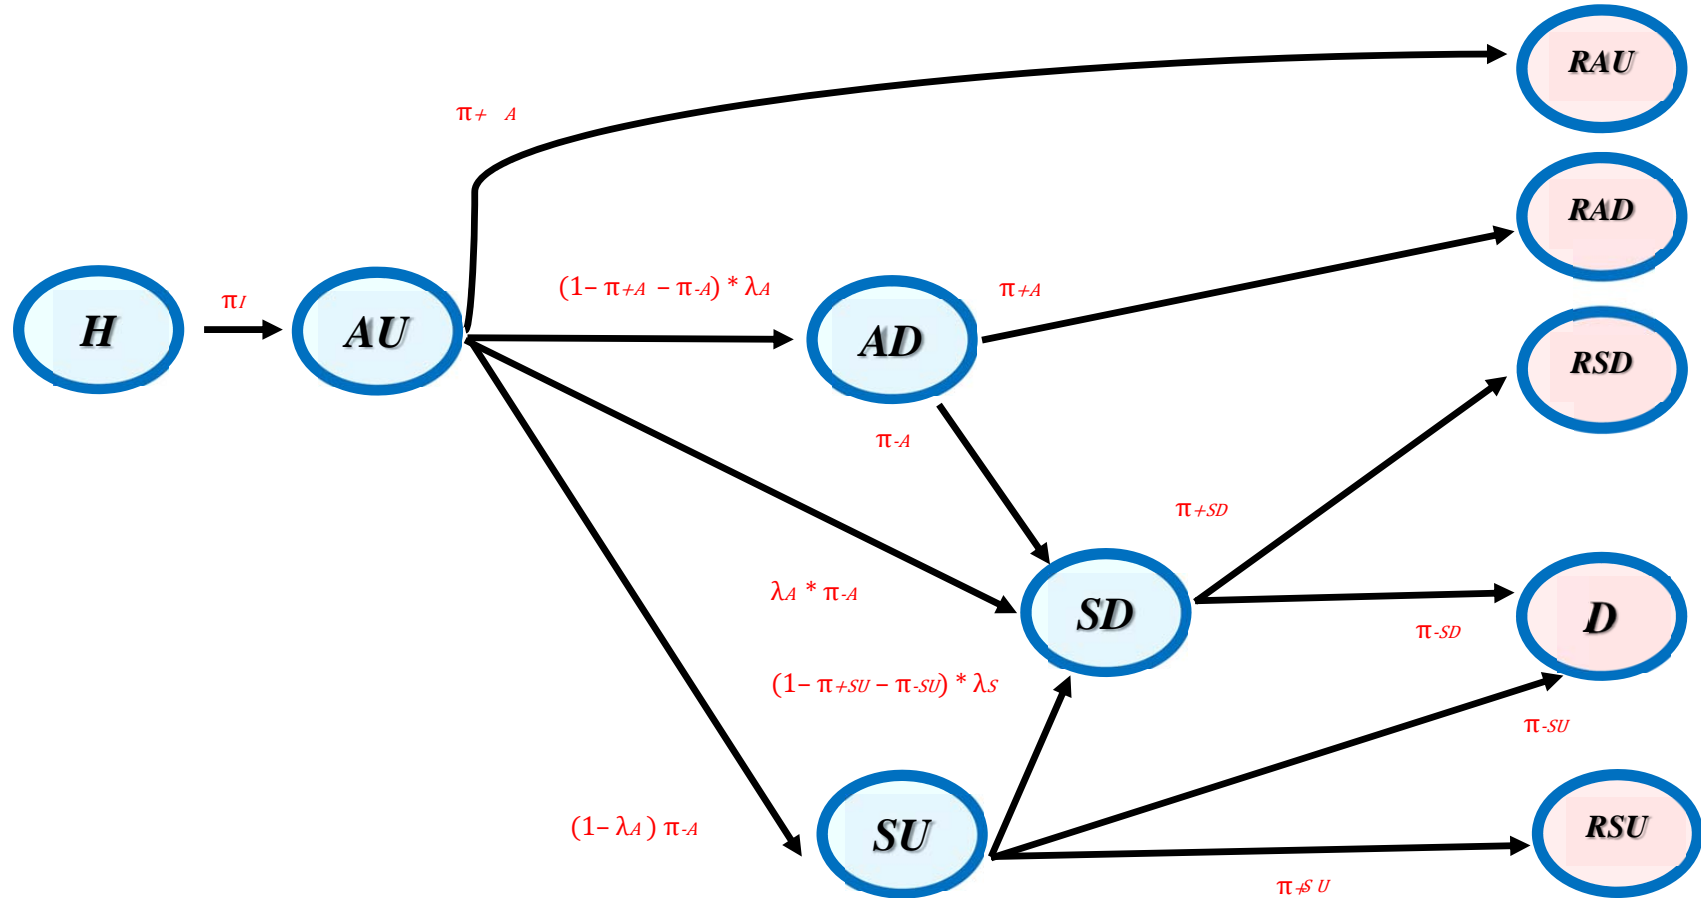 RAU
π+ A
RAD
(1– π+A – π-A) * λA
π+A
πI
H
AU
AD
RSD
π-A
π+SD
λA * π-A
SD
D
π-SD
(1– π+SU – π-SU) * λS
π-SU
(1– λA ) π-A
SU
RSU
π+S U